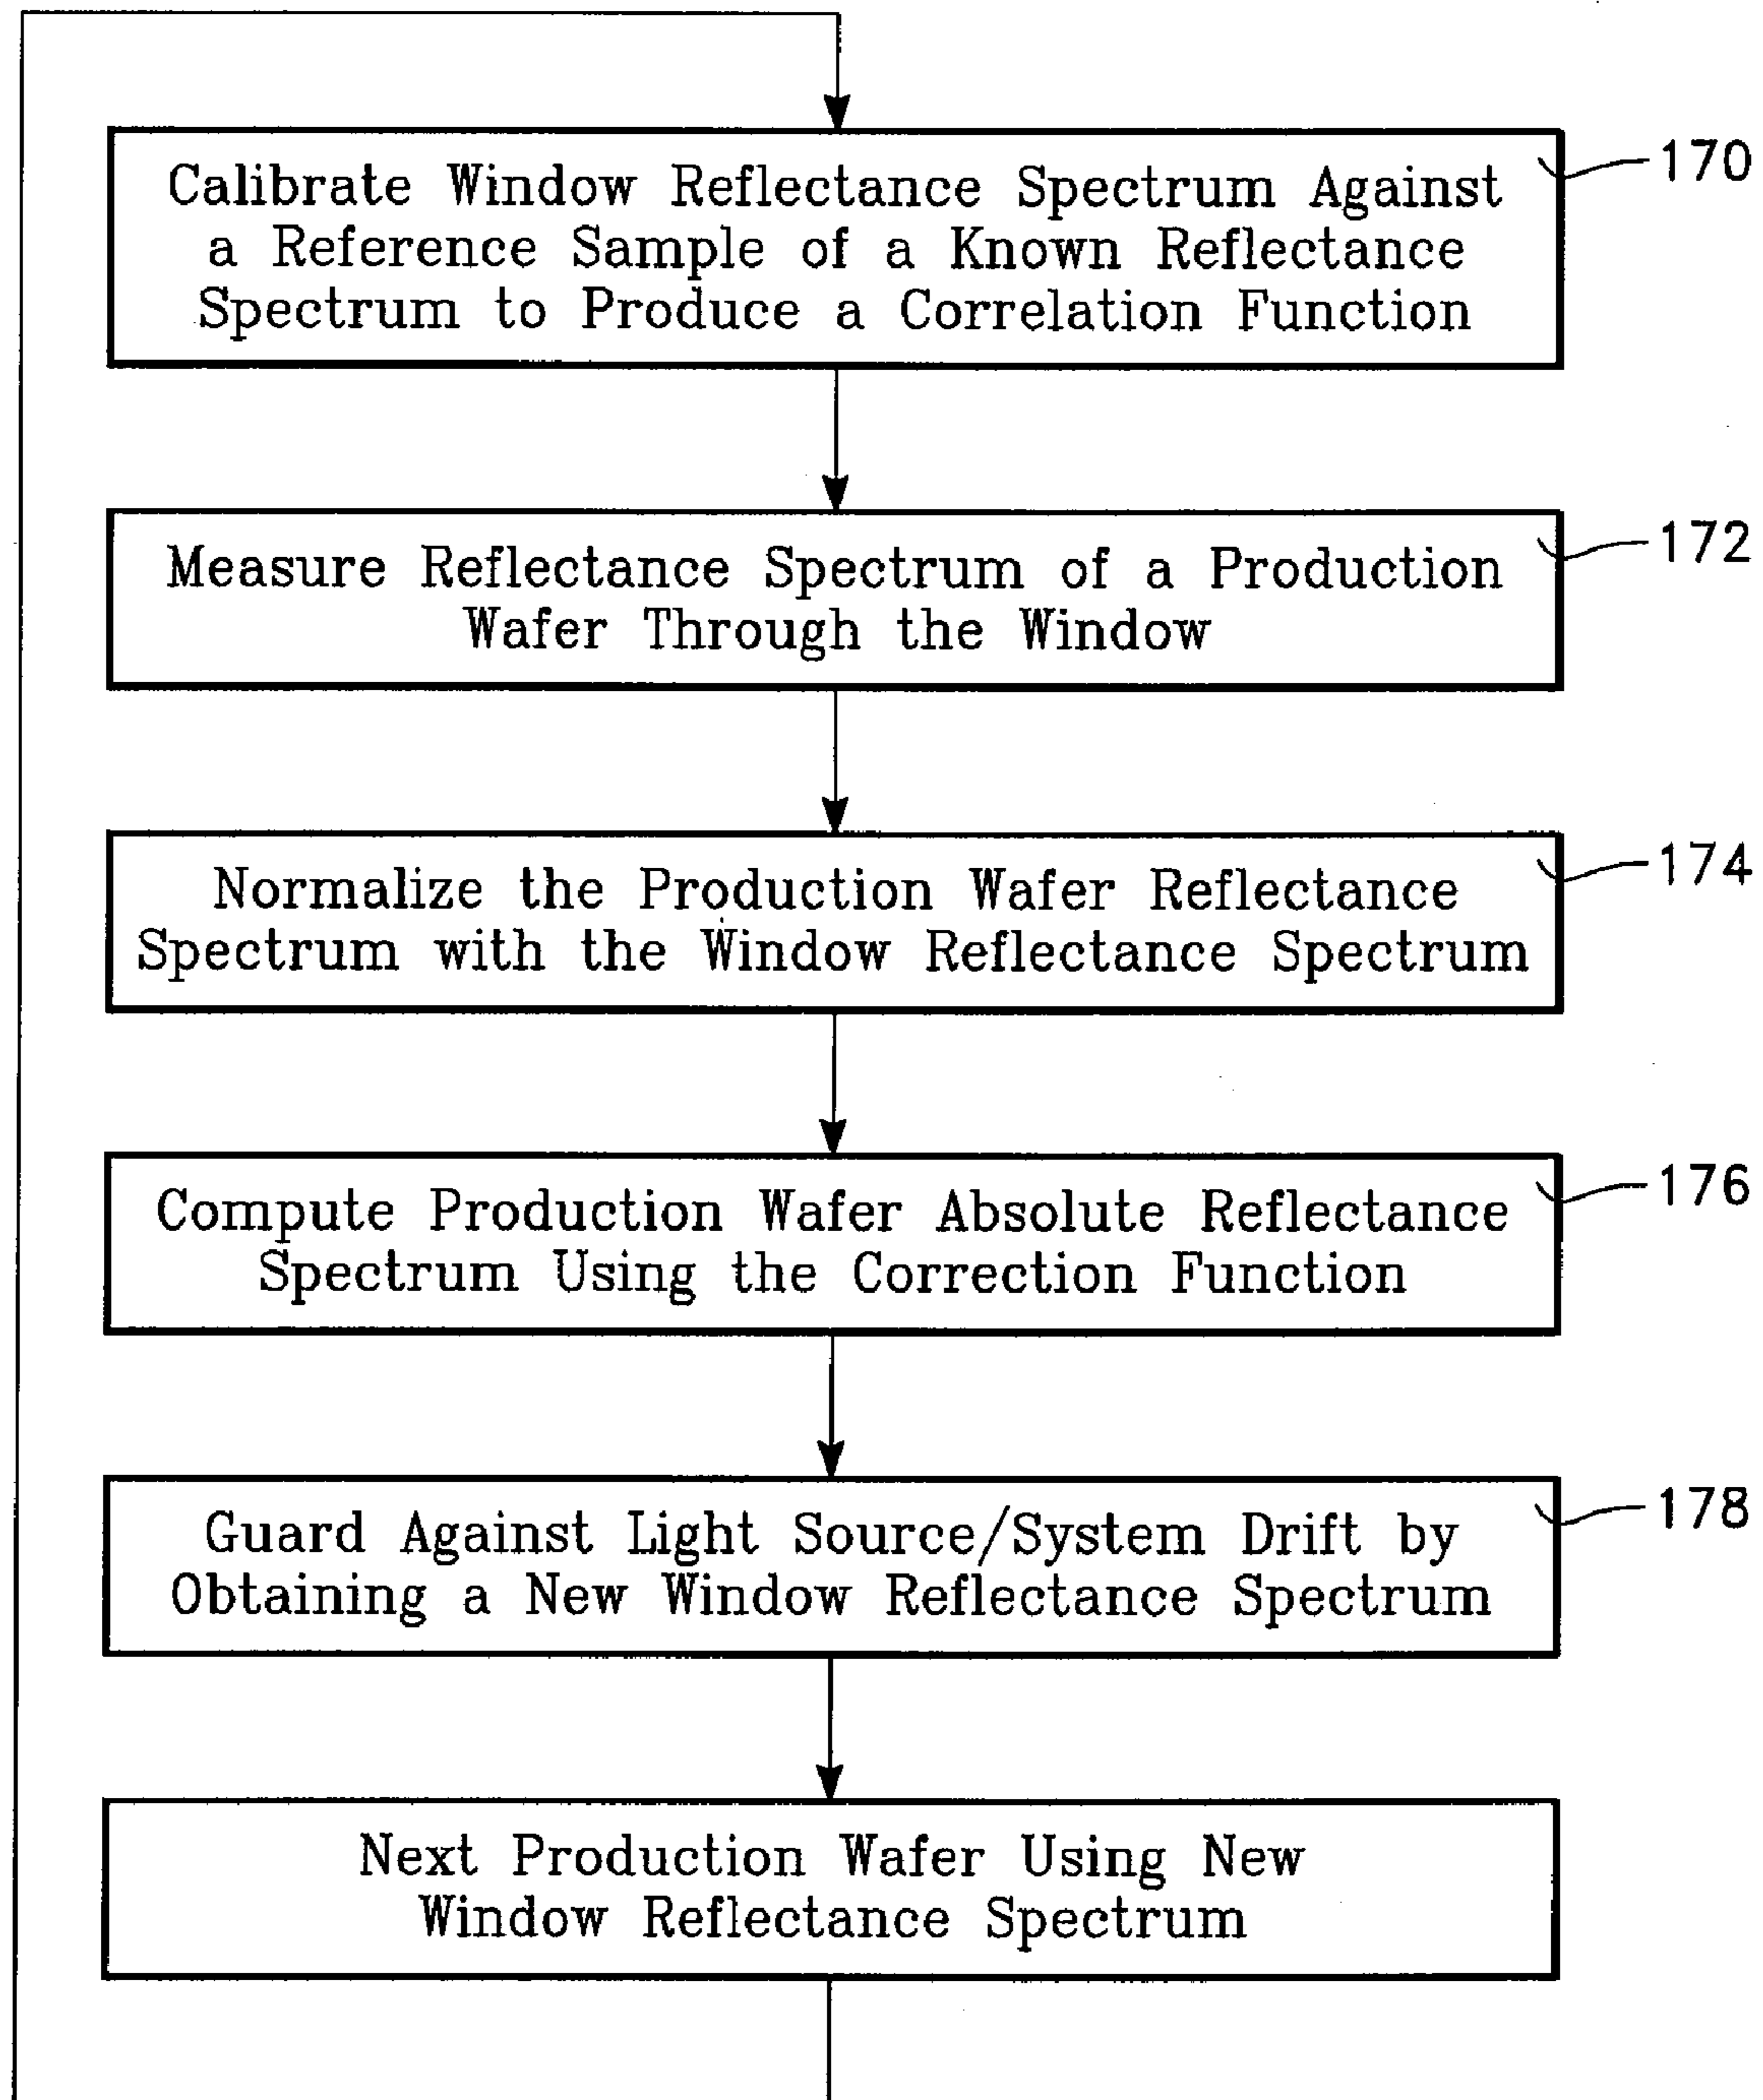 Calibrate Window Reflectance Spectrum Against
a Reference Sample of a Known Reflectance
Spectrum to Produce a Correlation Function
170
Measure Reflectance Spectrum of a Production
Wafer Through the Window
172
Normalize the Production Wafer Reflectance
Spectrum with the Window Reflectance Spectrum
174
Compute Production Wafer Absolute Reflectance
Spectrum Using the Correction Function
176
Guard Against Light Source/System Drift by
Obtaining a New Window Reflectance Spectrum
178
Next Production Wafer Using New
Window Reflectance Spectrum